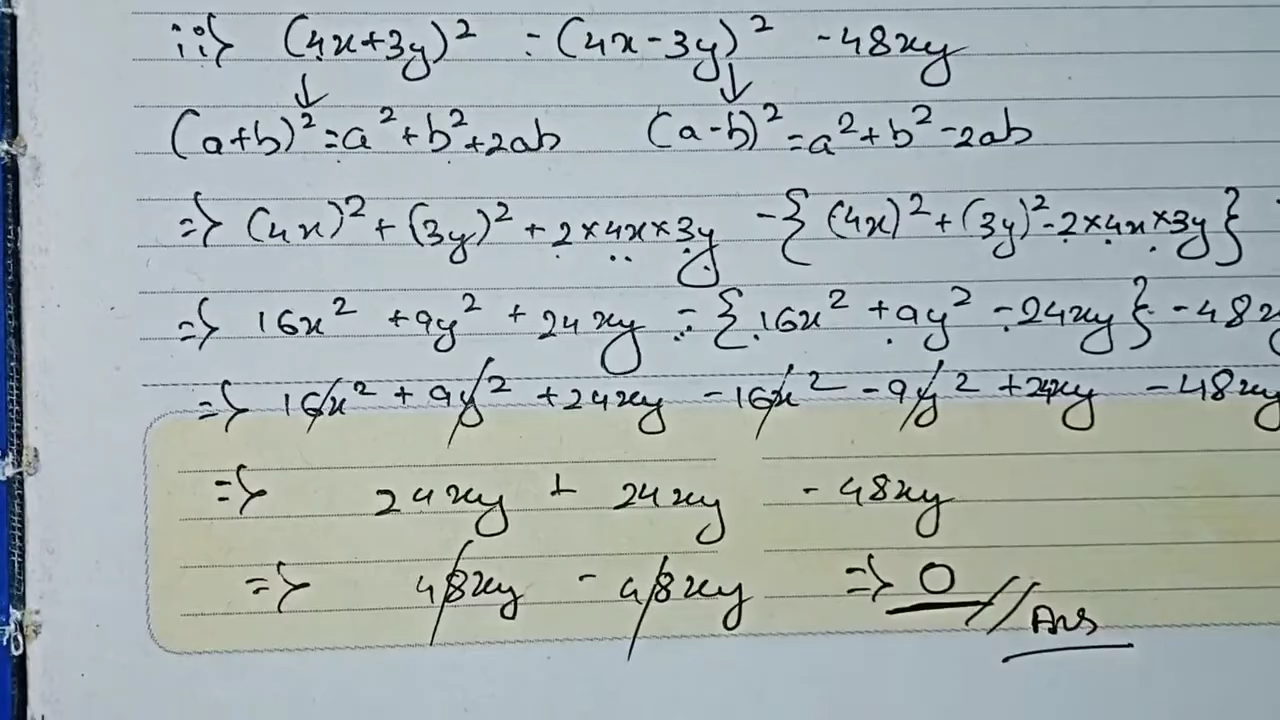 ii> (4x+3y)² - (4x-3y)² -48xy
↓ ↓
(a+b)²=a²+b²+2ab (a-b)²=a²+b²-2ab
=> (4x)²+(3y)²+2×4x×3y -{(4x)²+(3y)²-2×4x×3y}
=> 16x² +9y² +24xy -{16x² +9y² -24xy} -48x
=> 16x² +9y² +24xy -16x² -9y² +24xy -48xy
=> 24xy + 24xy -48xy
=> 48xy - 48xy => 0 // Ans